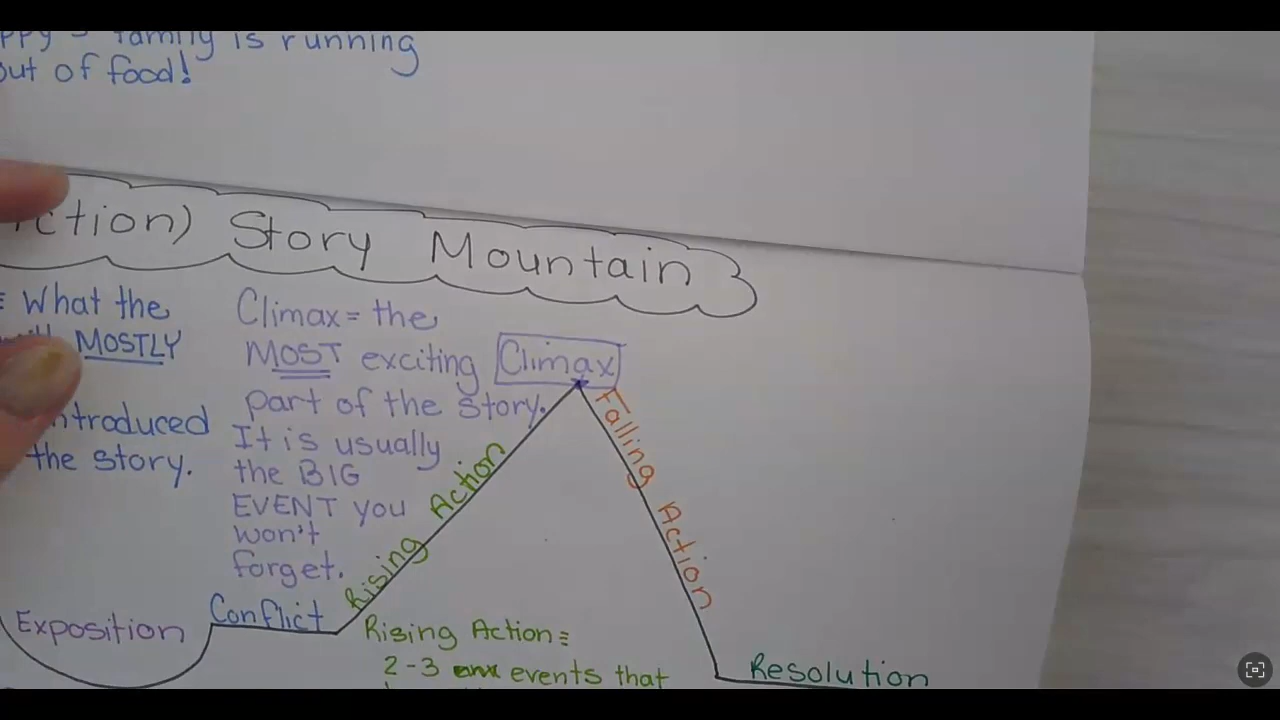 family is running
out of food!
Story Mountain
What the
MOSTLY
introduced
the story.
Climax = the
MOST exciting
part of the story.
It is usually
the BIG
EVENT you
won't
forget.
Climax
Rising Action
Falling Action
Exposition
Conflict
Rising Action =
2-3 events that
Resolution